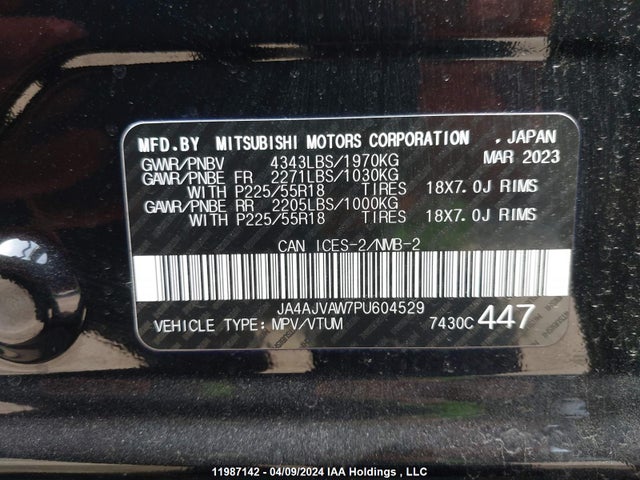 MFD.BY MITSUBISHI MOTORS CORPORATION , JAPAN
GVWR/PNBV 4343LBS/1970KG MAR 2023
GAWR/PNBE FR 2271LBS/1030KG
WITH P225/55R18 TIRES 18X7.0J RIMS
GAWR/PNBE RR 2205LBS/1000KG
WITH P225/55R18 TIRES 18X7.0J RIMS
CAN ICES-2/NMB-2
JA4AJVAW7PU604529
VEHICLE TYPE: MPV/VTUM 7430C 447
11987142 - 04/09/2024 IAA Holdings , LLC